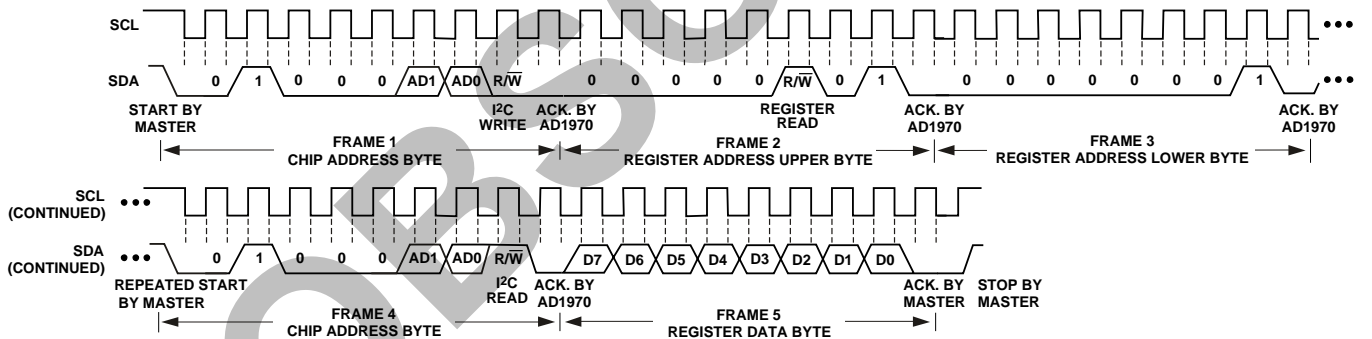 SCL •••
SDA 0 1 0 0 0 AD1 AD0 R/W̅ 0 0 0 0 0 R/W̅ 0 1 0 0 0 0 0 0 0 1 •••
START BY MASTER
I²C WRITE
ACK. BY AD1970
REGISTER READ
ACK. BY AD1970
ACK. BY AD1970
FRAME 1
CHIP ADDRESS BYTE
FRAME 2
REGISTER ADDRESS UPPER BYTE
FRAME 3
REGISTER ADDRESS LOWER BYTE
SCL (CONTINUED) •••
SDA (CONTINUED) ••• 0 1 0 0 0 AD1 AD0 R/W̅ D7 D6 D5 D4 D3 D2 D1 D0
REPEATED START BY MASTER
I²C READ
ACK. BY AD1970
ACK. BY MASTER
STOP BY MASTER
FRAME 4
CHIP ADDRESS BYTE
FRAME 5
REGISTER DATA BYTE
OBSO